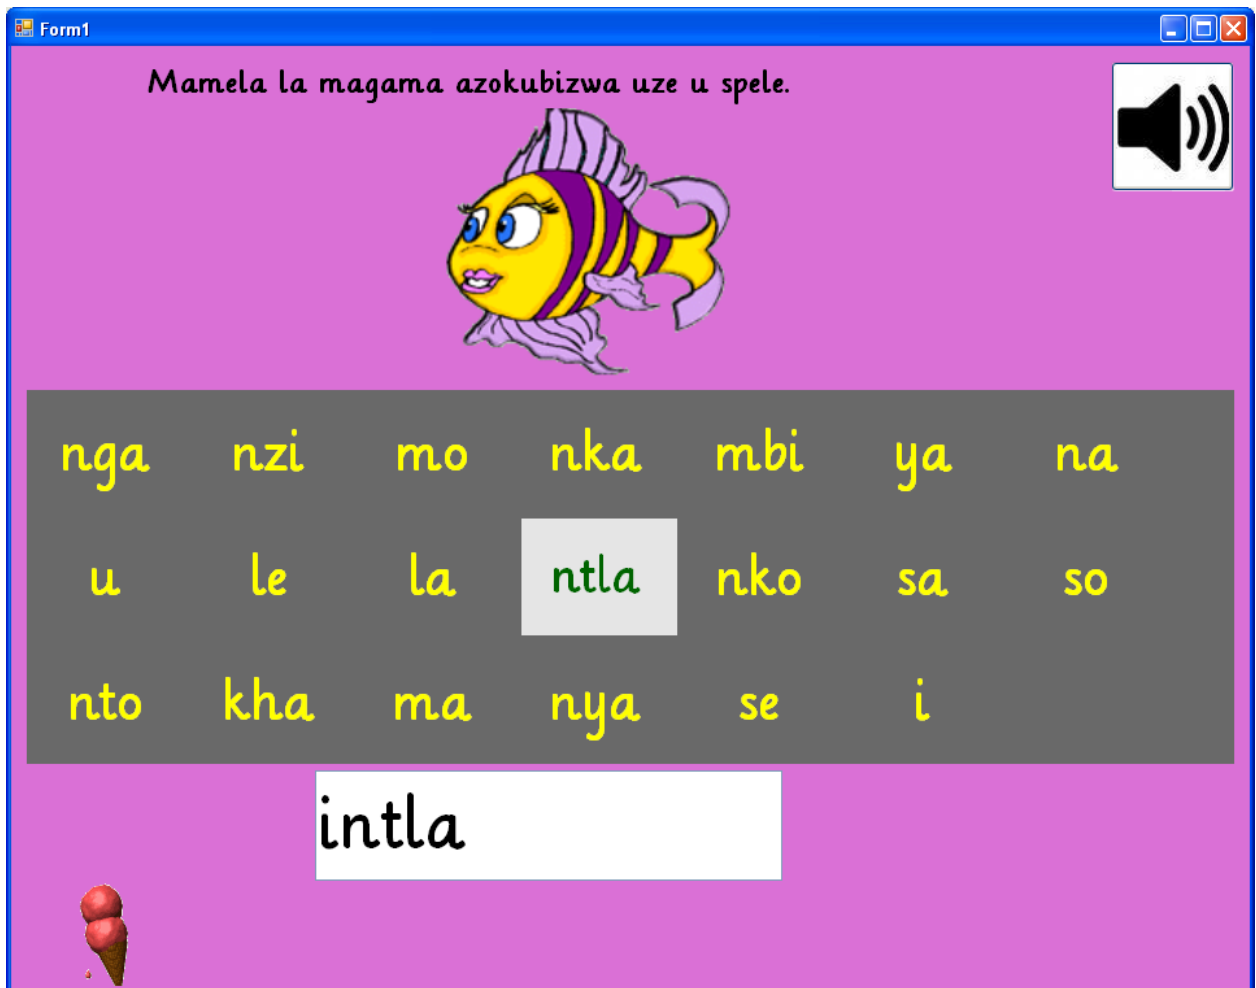 Form1
Mamela la magama azokubizwa uze u spele.
nga nzi mo nka mbi ya na
u le la ntla nko sa so
nto kha ma nya se i
intla